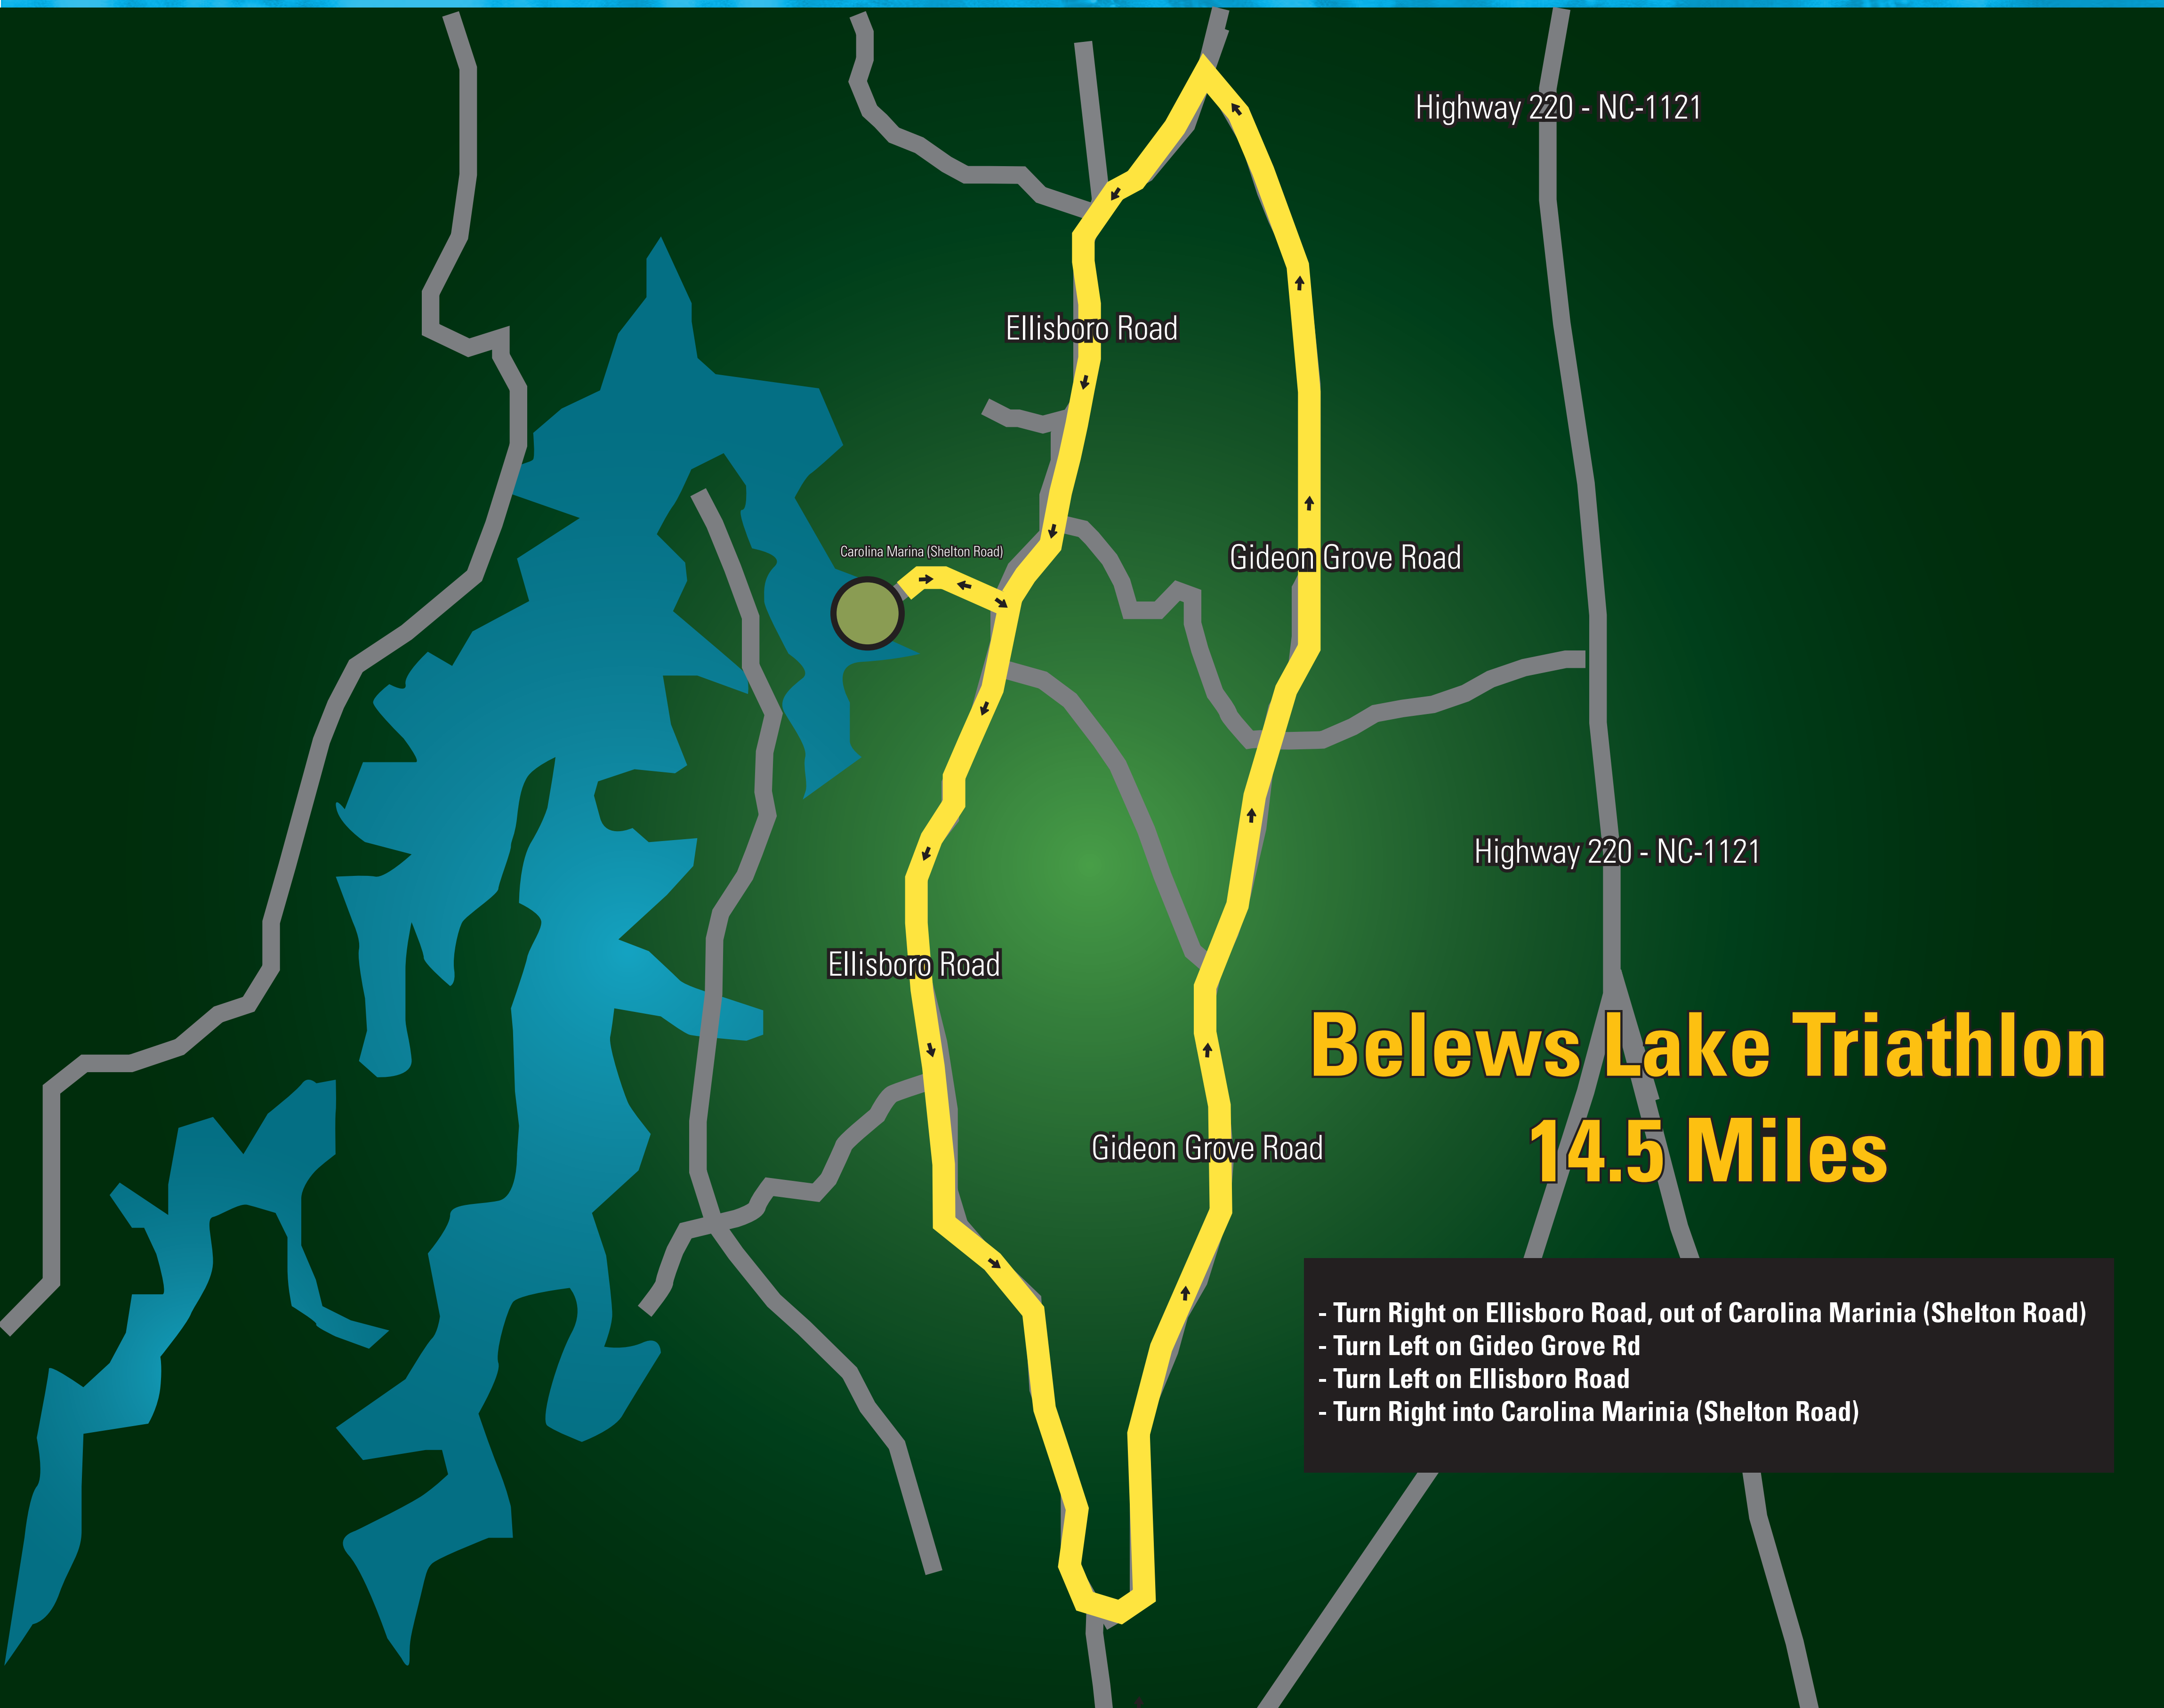 Highway 220 - NC-1121
Ellisboro Road
Carolina Marina (Shelton Road)
Gideon Grove Road
Highway 220 - NC-1121
Ellisboro Road
Belews Lake Triathlon
14.5 Miles
Gideon Grove Road
- Turn Right on Ellisboro Road, out of Carolina Marinia (Shelton Road)
- Turn Left on Gideo Grove Rd
- Turn Left on Ellisboro Road
- Turn Right into Carolina Marinia (Shelton Road)